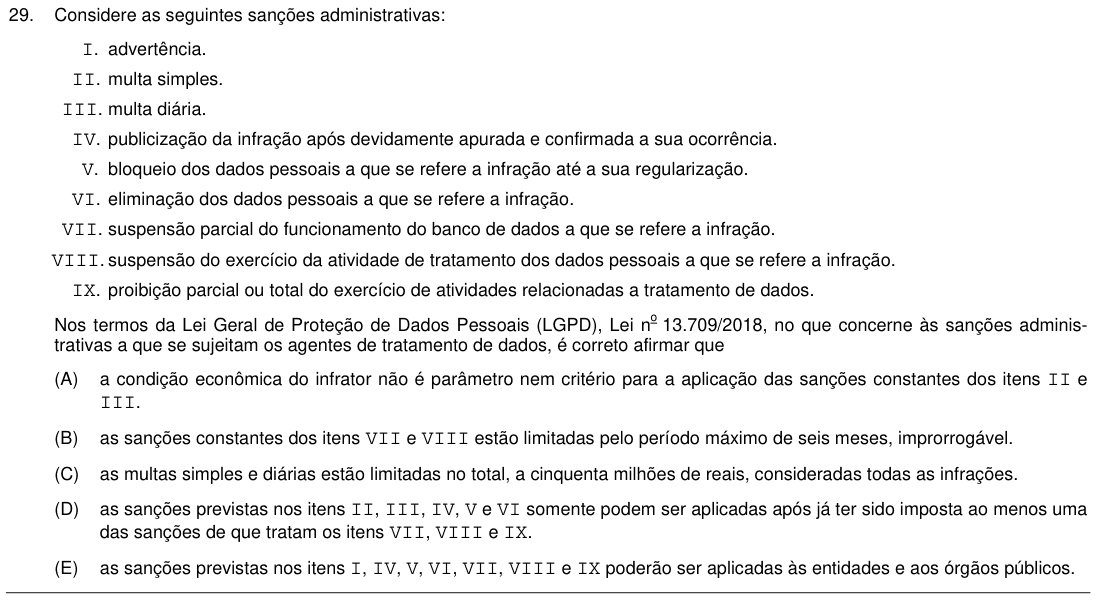 29. Considere as seguintes sanções administrativas:
I. advertência.
II. multa simples.
III. multa diária.
IV. publicização da infração após devidamente apurada e confirmada a sua ocorrência.
V. bloqueio dos dados pessoais a que se refere a infração até a sua regularização.
VI. eliminação dos dados pessoais a que se refere a infração.
VII. suspensão parcial do funcionamento do banco de dados a que se refere a infração.
VIII. suspensão do exercício da atividade de tratamento dos dados pessoais a que se refere a infração.
IX. proibição parcial ou total do exercício de atividades relacionadas a tratamento de dados.
Nos termos da Lei Geral de Proteção de Dados Pessoais (LGPD), Lei nº 13.709/2018, no que concerne às sanções adminis-
trativas a que se sujeitam os agentes de tratamento de dados, é correto afirmar que
(A) a condição econômica do infrator não é parâmetro nem critério para a aplicação das sanções constantes dos itens II e
III.
(B) as sanções constantes dos itens VII e VIII estão limitadas pelo período máximo de seis meses, improrrogável.
(C) as multas simples e diárias estão limitadas no total, a cinquenta milhões de reais, consideradas todas as infrações.
(D) as sanções previstas nos itens II, III, IV, V e VI somente podem ser aplicadas após já ter sido imposta ao menos uma
das sanções de que tratam os itens VII, VIII e IX.
(E) as sanções previstas nos itens I, IV, V, VI, VII, VIII e IX poderão ser aplicadas às entidades e aos órgãos públicos.